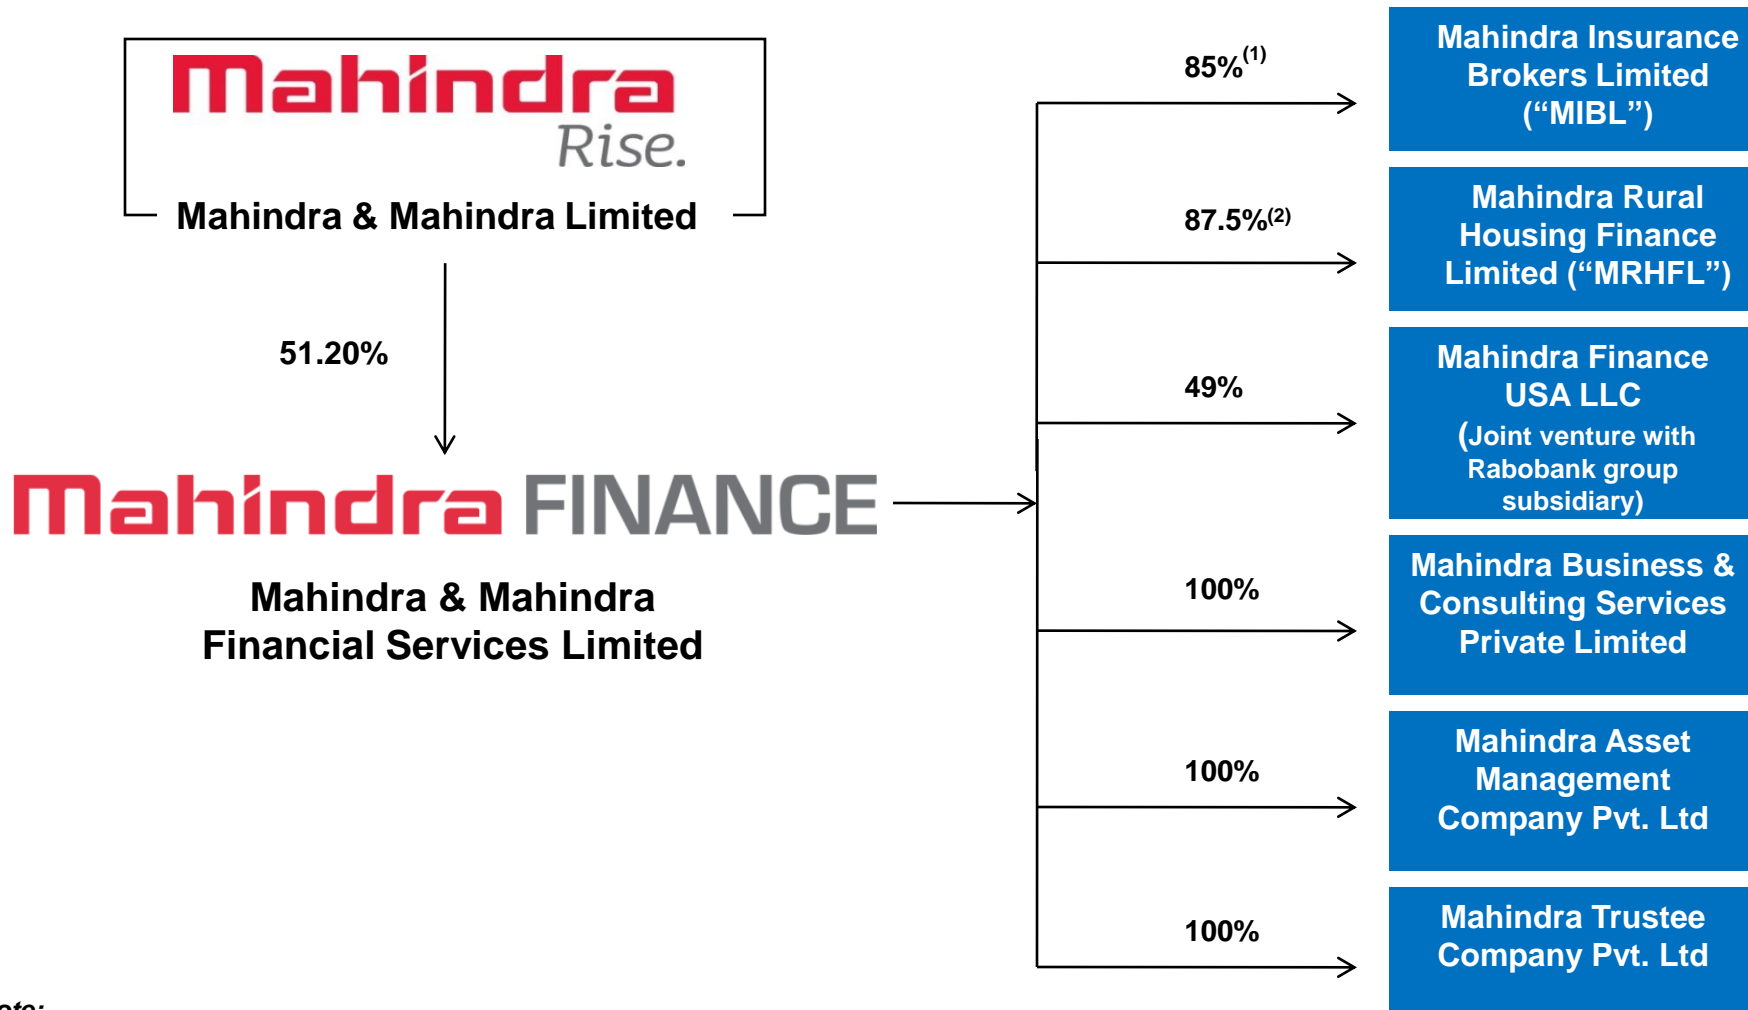 Mahindra
Rise.
Mahindra & Mahindra Limited
51.20%
Mahindra FINANCE
Mahindra & Mahindra
Financial Services Limited
85%(1)
Mahindra Insurance
Brokers Limited
(“MIBL”)
87.5%(2)
Mahindra Rural
Housing Finance
Limited (“MRHFL”)
49%
Mahindra Finance
USA LLC
(Joint venture with
Rabobank group
subsidiary)
100%
Mahindra Business &
Consulting Services
Private Limited
100%
Mahindra Asset
Management
Company Pvt. Ltd
100%
Mahindra Trustee
Company Pvt. Ltd